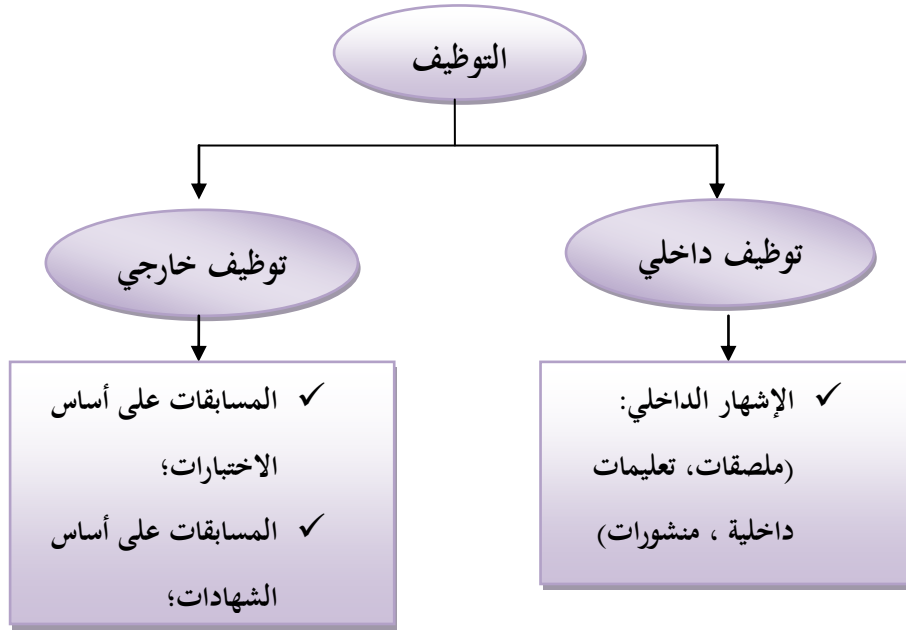 التوظيف
توظيف داخلي
توظيف خارجي
✓ الإشهار الداخلي:
(ملصقات، تعليمات
داخلية ، منشورات)
✓ المسابقات على أساس
الاختبارات؛
✓ المسابقات على أساس
الشهادات؛